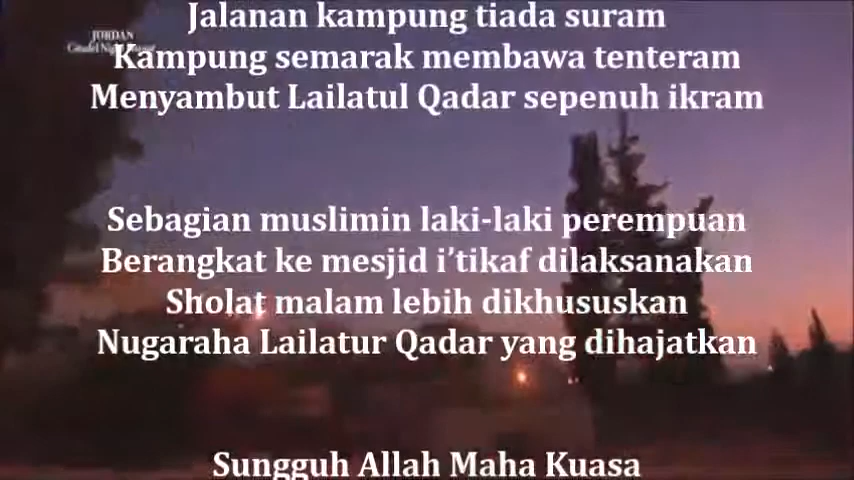 Jalanan kampung tiada suram
JORDAN
Kampung semarak membawa tenteram
Menyambut Lailatul Qadar sepenuh ikram
Sebagian muslimin laki-laki perempuan
Berangkat ke mesjid i’tikaf dilaksanakan
Sholat malam lebih dikhususkan
Nugaraha Lailatur Qadar yang dihajatkan
Sungguh Allah Maha Kuasa